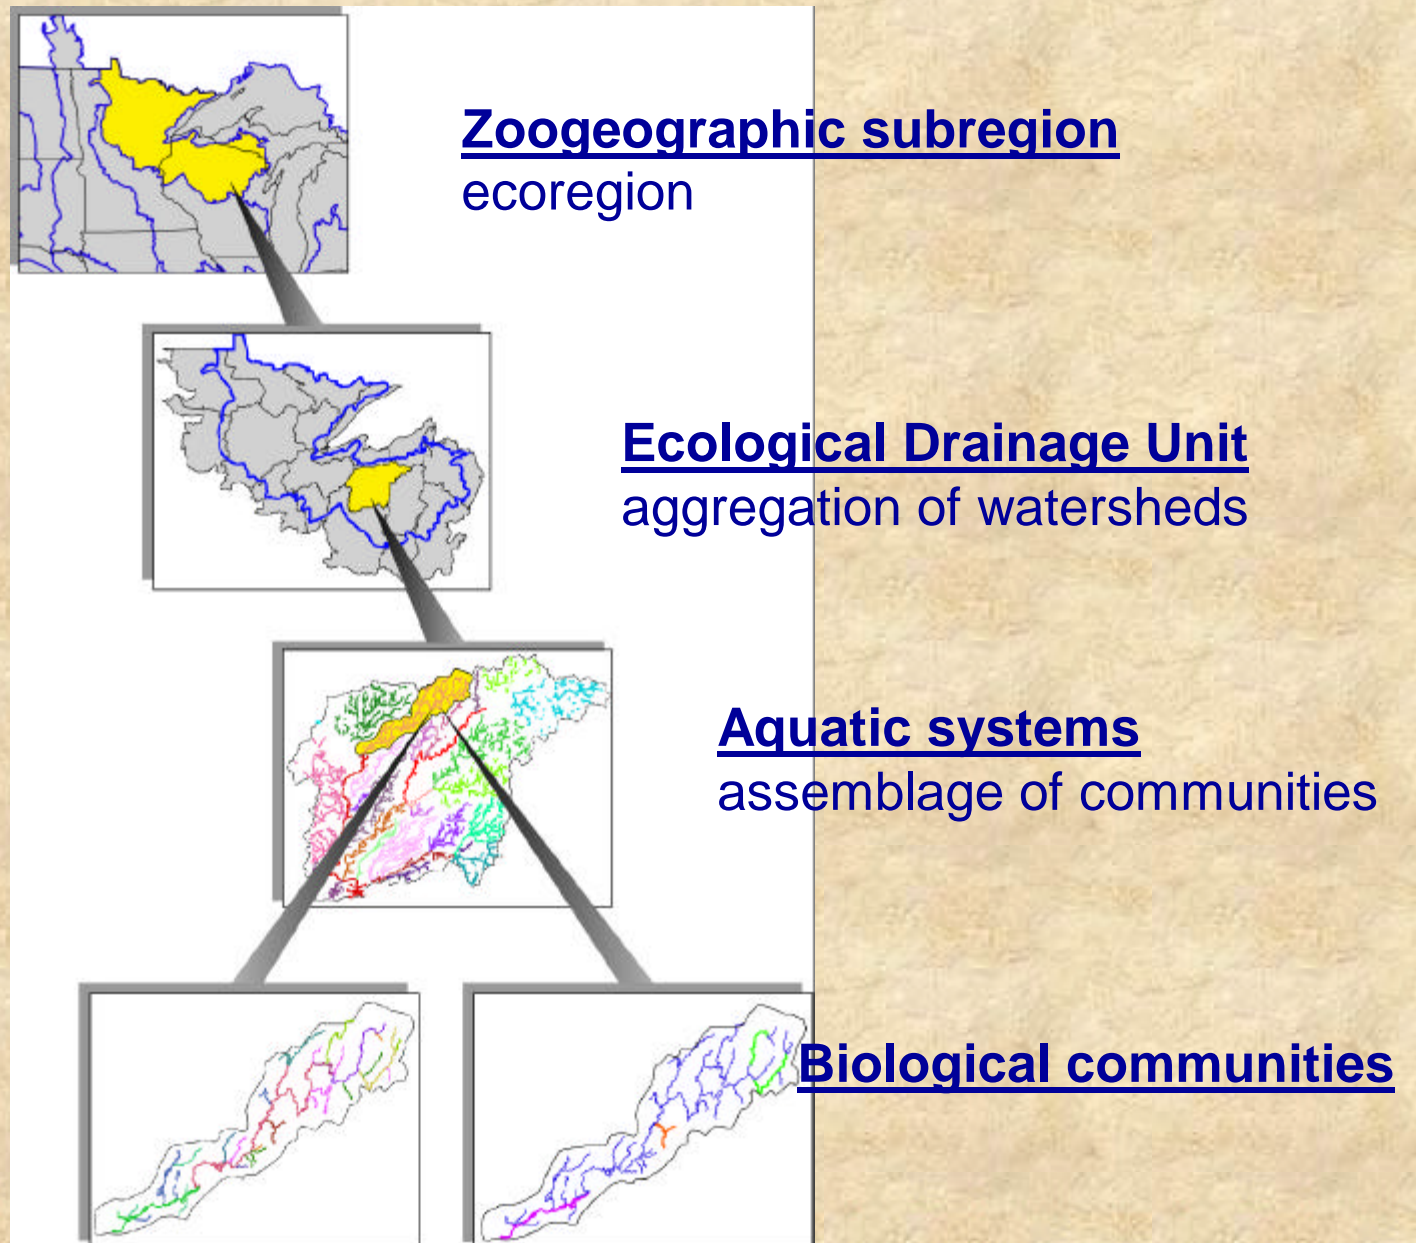 Zoogeographic subregion
ecoregion
Ecological Drainage Unit
aggregation of watersheds
Aquatic systems
assemblage of communities
Biological communities